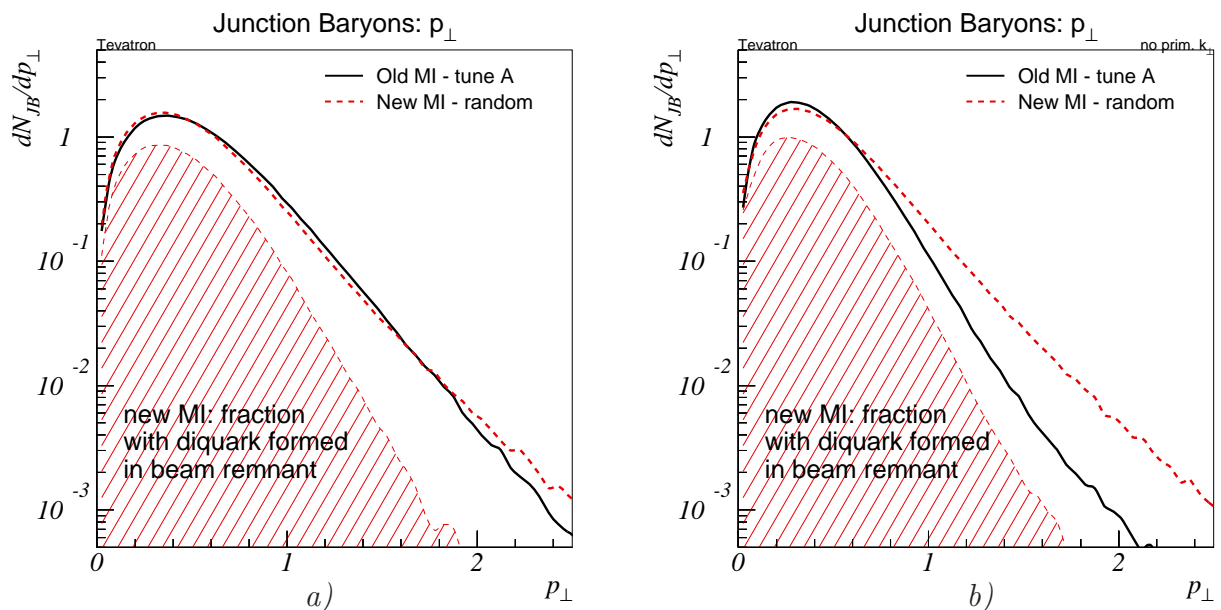 Junction Baryons: p⊥
Tevatron
dN_JB/dp⊥
Old MI - tune A
New MI - random
1
10 -1
10 -2
10 -3
new MI: fraction
with diquark formed
in beam remnant
0 1 2
p⊥
a)
Junction Baryons: p⊥
Tevatron
no prim. k⊥
dN_JB/dp⊥
Old MI - tune A
New MI - random
1
10 -1
10 -2
10 -3
new MI: fraction
with diquark formed
in beam remnant
0 1 2
p⊥
b)